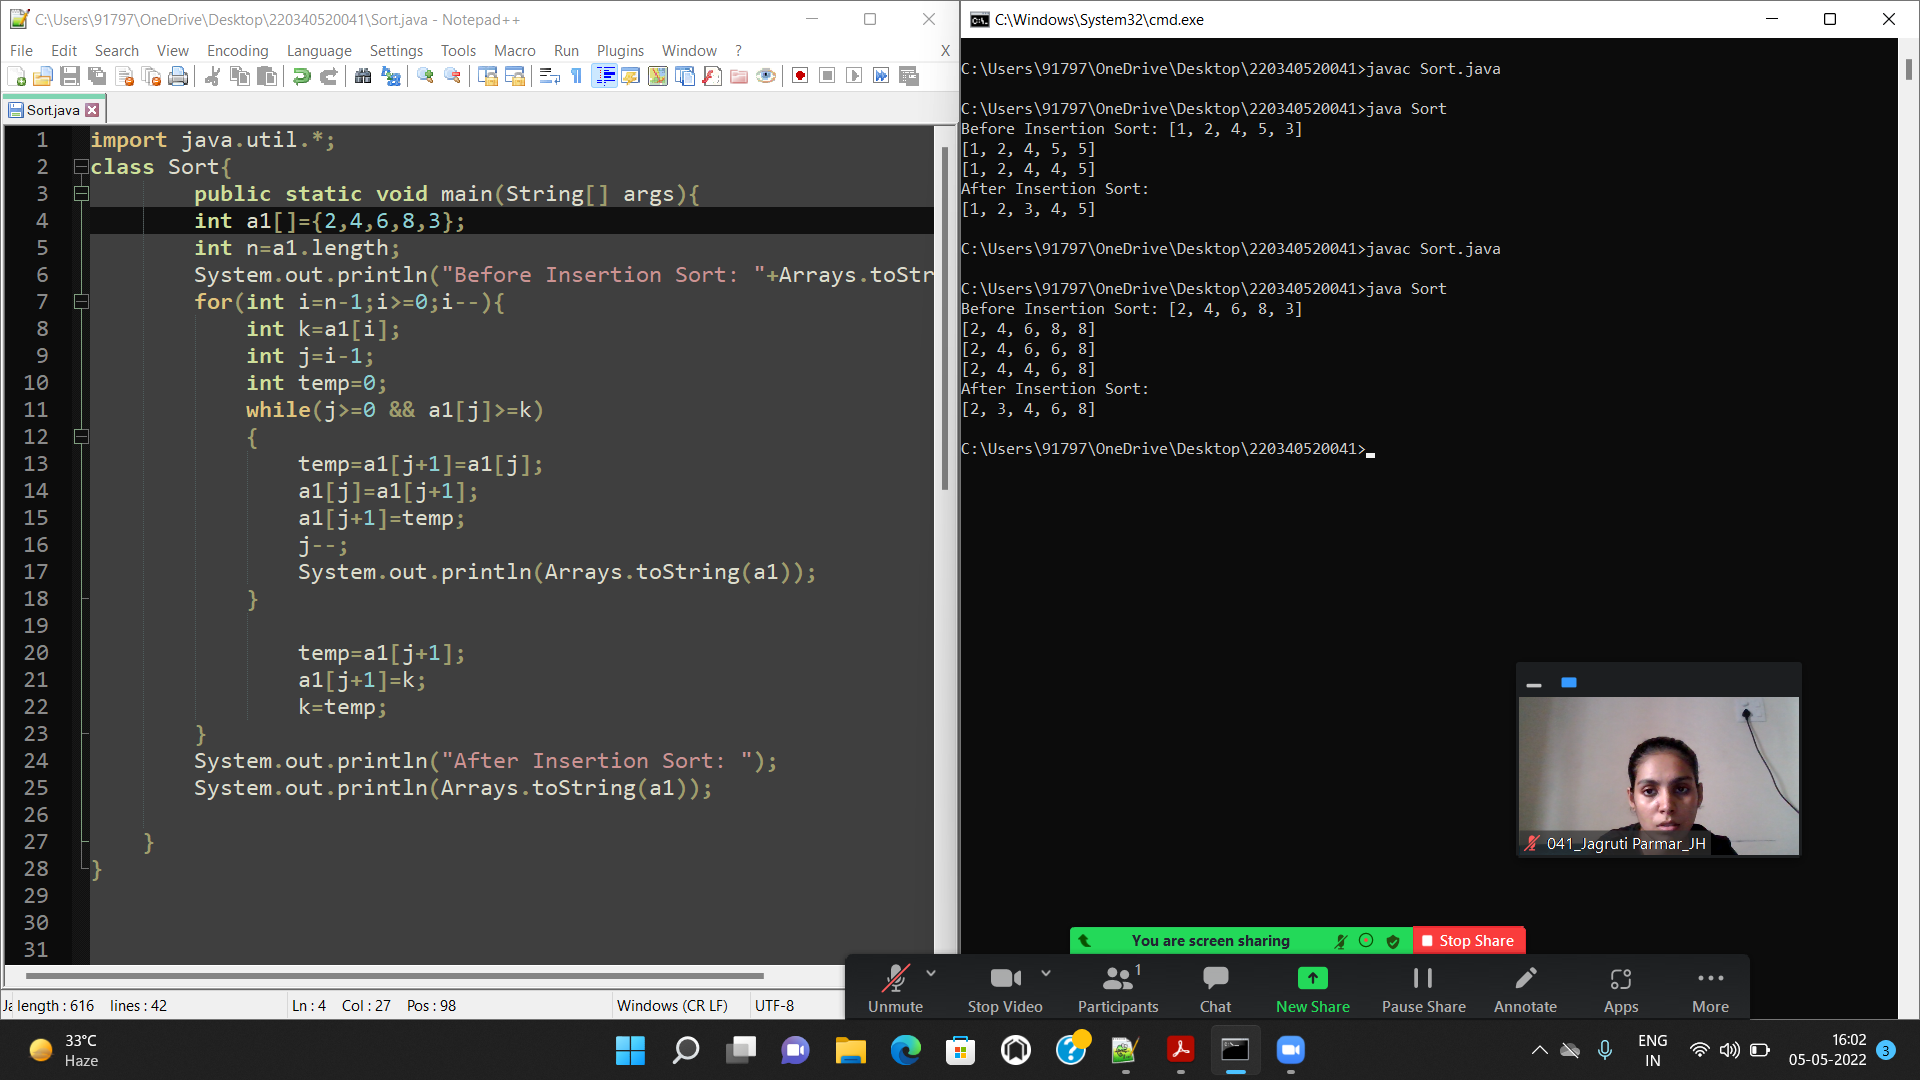 C:\Users\91797\OneDrive\Desktop\220340520041\Sort.java - Notepad++
File Edit Search View Encoding Language Settings Tools Macro Run Plugins Window ? X
Sort.java
1 import java.util.*;
2 class Sort{
3 public static void main(String[] args){
4 int a1[]={2,4,6,8,3};
5 int n=a1.length;
6 System.out.println("Before Insertion Sort: "+Arrays.toStr
7 for(int i=n-1;i>=0;i--){
8 int k=a1[i];
9 int j=i-1;
10 int temp=0;
11 while(j>=0 && a1[j]>=k)
12 {
13 temp=a1[j+1]=a1[j];
14 a1[j]=a1[j+1];
15 a1[j+1]=temp;
16 j--;
17 System.out.println(Arrays.toString(a1));
18 }
19
20 temp=a1[j+1];
21 a1[j+1]=k;
22 k=temp;
23 }
24 System.out.println("After Insertion Sort: ");
25 System.out.println(Arrays.toString(a1));
26
27 }
28 }
29
30
31
Ja length : 616 lines : 42 Ln : 4 Col : 27 Pos : 98 Windows (CR LF) UTF-8
C:\Windows\System32\cmd.exe
C:\Users\91797\OneDrive\Desktop\220340520041>javac Sort.java
C:\Users\91797\OneDrive\Desktop\220340520041>java Sort
Before Insertion Sort: [1, 2, 4, 5, 3]
[1, 2, 4, 5, 5]
[1, 2, 4, 4, 5]
After Insertion Sort:
[1, 2, 3, 4, 5]
C:\Users\91797\OneDrive\Desktop\220340520041>javac Sort.java
C:\Users\91797\OneDrive\Desktop\220340520041>java Sort
Before Insertion Sort: [2, 4, 6, 8, 3]
[2, 4, 6, 8, 8]
[2, 4, 6, 6, 8]
[2, 4, 4, 6, 8]
After Insertion Sort:
[2, 3, 4, 6, 8]
C:\Users\91797\OneDrive\Desktop\220340520041>
041_Jagruti Parmar_JH
You are screen sharing Stop Share
1
Unmute Stop Video Participants Chat New Share Pause Share Annotate Apps More
33°C
Haze
ENG
IN
16:02
05-05-2022
3